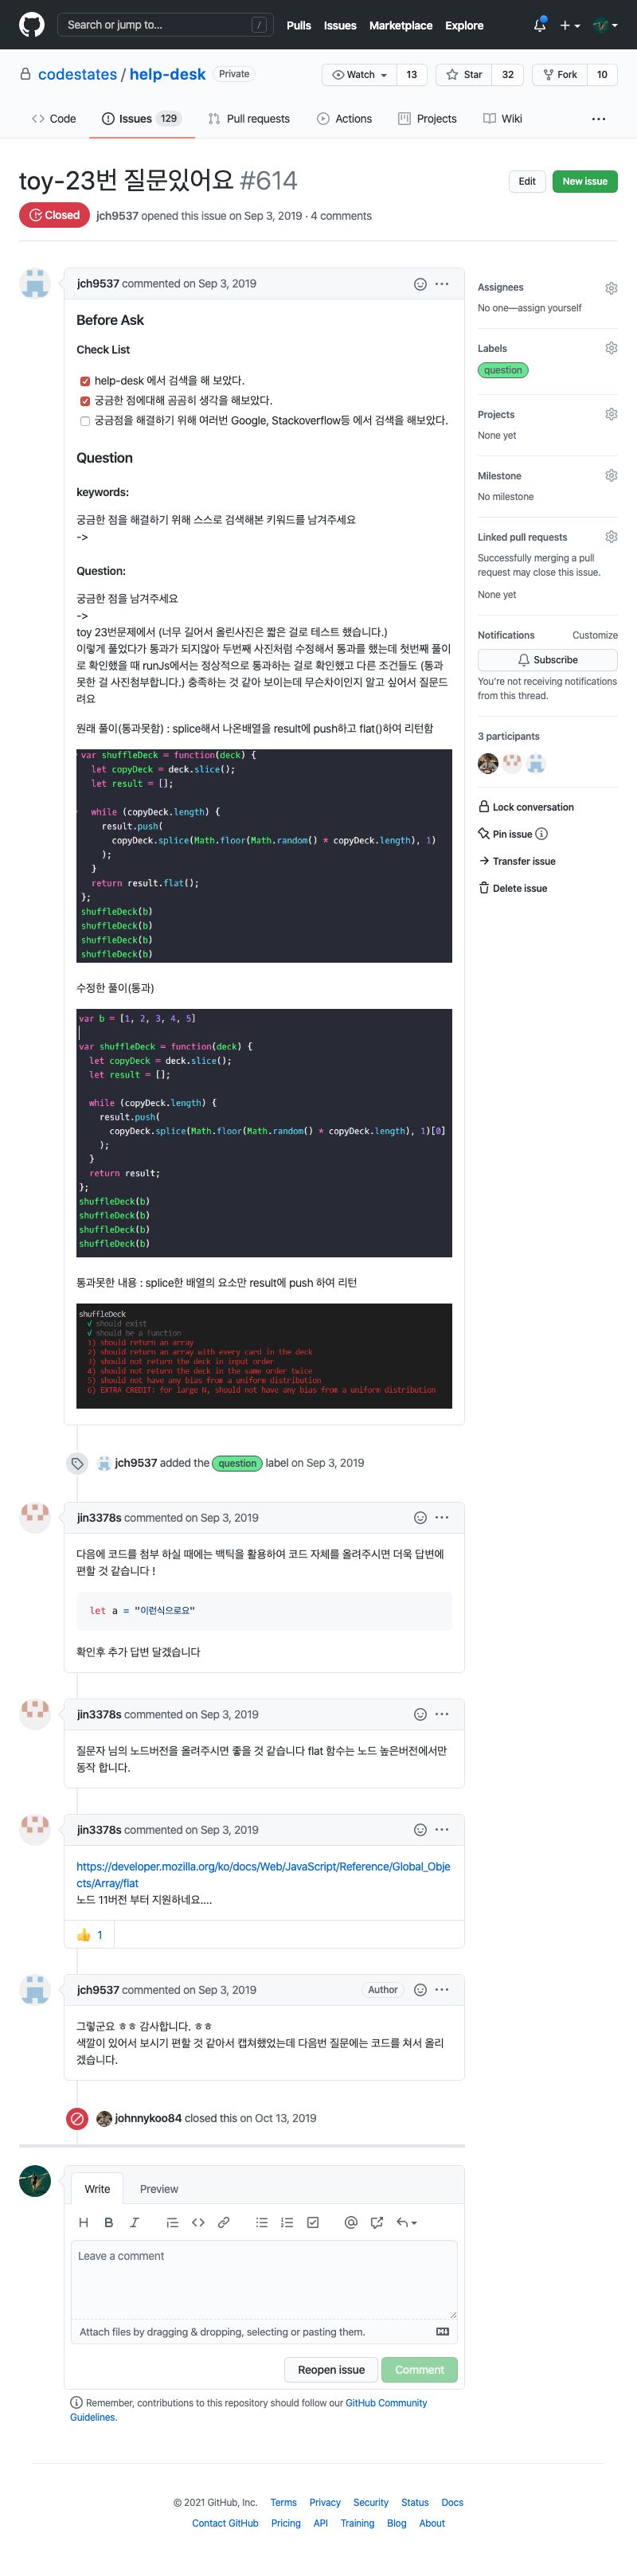 Search or jump to...
/
Pulls Issues Marketplace Explore
codestates / help-desk Private
Watch 13 Star 32 Fork 10
Code Issues 129 Pull requests Actions Projects Wiki
toy-23번 질문있어요 #614
Edit New issue
Closed jch9537 opened this issue on Sep 3, 2019 · 4 comments
jch9537 commented on Sep 3, 2019
Before Ask
Check List
help-desk 에서 검색을 해 보았다.
궁금한 점에대해 곰곰히 생각을 해보았다.
궁금점을 해결하기 위해 여러번 Google, Stackoverflow등 에서 검색을 해보았다.
Question
keywords:
궁금한 점을 해결하기 위해 스스로 검색해본 키워드를 남겨주세요
->
Question:
궁금한 점을 남겨주세요
->
toy 23번문제에서 (너무 길어서 올린사진은 짧은 걸로 테스트 했습니다.)
이렇게 풀었다가 통과가 되지않아 두번째 사진처럼 수정해서 통과를 했는데 첫번째 풀이
로 확인했을 때 runJs에서는 정상적으로 통과하는 걸로 확인했고 다른 조건들도 (통과
못한 걸 사진첨부합니다.) 충족하는 것 같아 보이는데 무슨차이인지 알고 싶어서 질문드
려요
원래 풀이(통과못함) : splice해서 나온배열을 result에 push하고 flat()하여 리턴함
var shuffleDeck = function(deck) {
let copyDeck = deck.slice();
let result = [];
while (copyDeck.length) {
result.push(
copyDeck.splice(Math.floor(Math.random() * copyDeck.length), 1)
);
}
return result.flat();
};
shuffleDeck(b)
shuffleDeck(b)
shuffleDeck(b)
shuffleDeck(b)
수정한 풀이(통과)
var b = [1, 2, 3, 4, 5]
var shuffleDeck = function(deck) {
let copyDeck = deck.slice();
let result = [];
while (copyDeck.length) {
result.push(
copyDeck.splice(Math.floor(Math.random() * copyDeck.length), 1)[0]
);
}
return result;
};
shuffleDeck(b)
shuffleDeck(b)
shuffleDeck(b)
shuffleDeck(b)
통과못한 내용 : splice한 배열의 요소만 result에 push 하여 리턴
shuffleDeck
√ should exist
√ should be a function
1) should return an array
2) should return an array with every card in the deck
3) should not return the deck in input order
4) should not return the deck in the same order twice
5) should not have any bias from a uniform distribution
6) EXTRA CREDIT: for large N, should not have any bias from a uniform distribution
jch9537 added the question label on Sep 3, 2019
jin3378s commented on Sep 3, 2019
다음에 코드를 첨부 하실 때에는 백틱을 활용하여 코드 자체를 올려주시면 더욱 답변에
편할 것 같습니다 !
let a = "이런식으로요"
확인후 추가 답변 달겠습니다
jin3378s commented on Sep 3, 2019
질문자 님의 노드버전을 올려주시면 좋을 것 같습니다 flat 함수는 노드 높은버전에서만
동작 합니다.
jin3378s commented on Sep 3, 2019
https://developer.mozilla.org/ko/docs/Web/JavaScript/Reference/Global_Obje
cts/Array/flat
노드 11버전 부터 지원하네요....
👍 1
jch9537 commented on Sep 3, 2019 Author
그렇군요 ㅎㅎ 감사합니다. ㅎㅎ
색깔이 있어서 보시기 편할 것 같아서 캡쳐했었는데 다음번 질문에는 코드를 쳐서 올리
겠습니다.
johnnykoo84 closed this on Oct 13, 2019
Write Preview
Leave a comment
Attach files by dragging & dropping, selecting or pasting them.
Reopen issue Comment
Remember, contributions to this repository should follow our GitHub Community
Guidelines.
Assignees
No one—assign yourself
Labels
question
Projects
None yet
Milestone
No milestone
Linked pull requests
Successfully merging a pull
request may close this issue.
None yet
Notifications Customize
Subscribe
You're not receiving notifications
from this thread.
3 participants
Lock conversation
Pin issue
Transfer issue
Delete issue
© 2021 GitHub, Inc. Terms Privacy Security Status Docs
Contact GitHub Pricing API Training Blog About